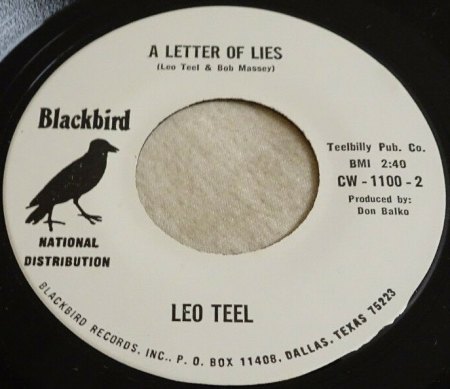 A LETTER OF LIES
(Leo Teel & Bob Massey)
Blackbird
Teelbilly Pub. Co.
BMI 2:40
CW-1100-2
Produced by:
Don Balko
NATIONAL
DISTRIBUTION
LEO TEEL
BLACKBIRD RECORDS, INC., P. O. BOX 11408, DALLAS, TEXAS 75223